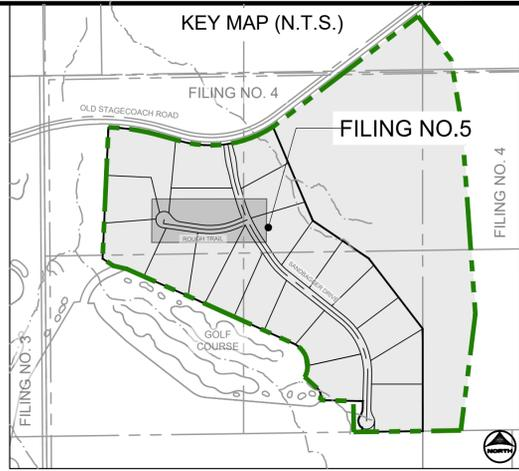 KEY MAP (N.T.S.)
FILING NO. 4
OLD STAGECOACH ROAD
FILING NO.5
FILING NO. 4
ROUGH TRAIL
SANDBAGGER DRIVE
GOLF
COURSE
FILING NO. 3
NORTH